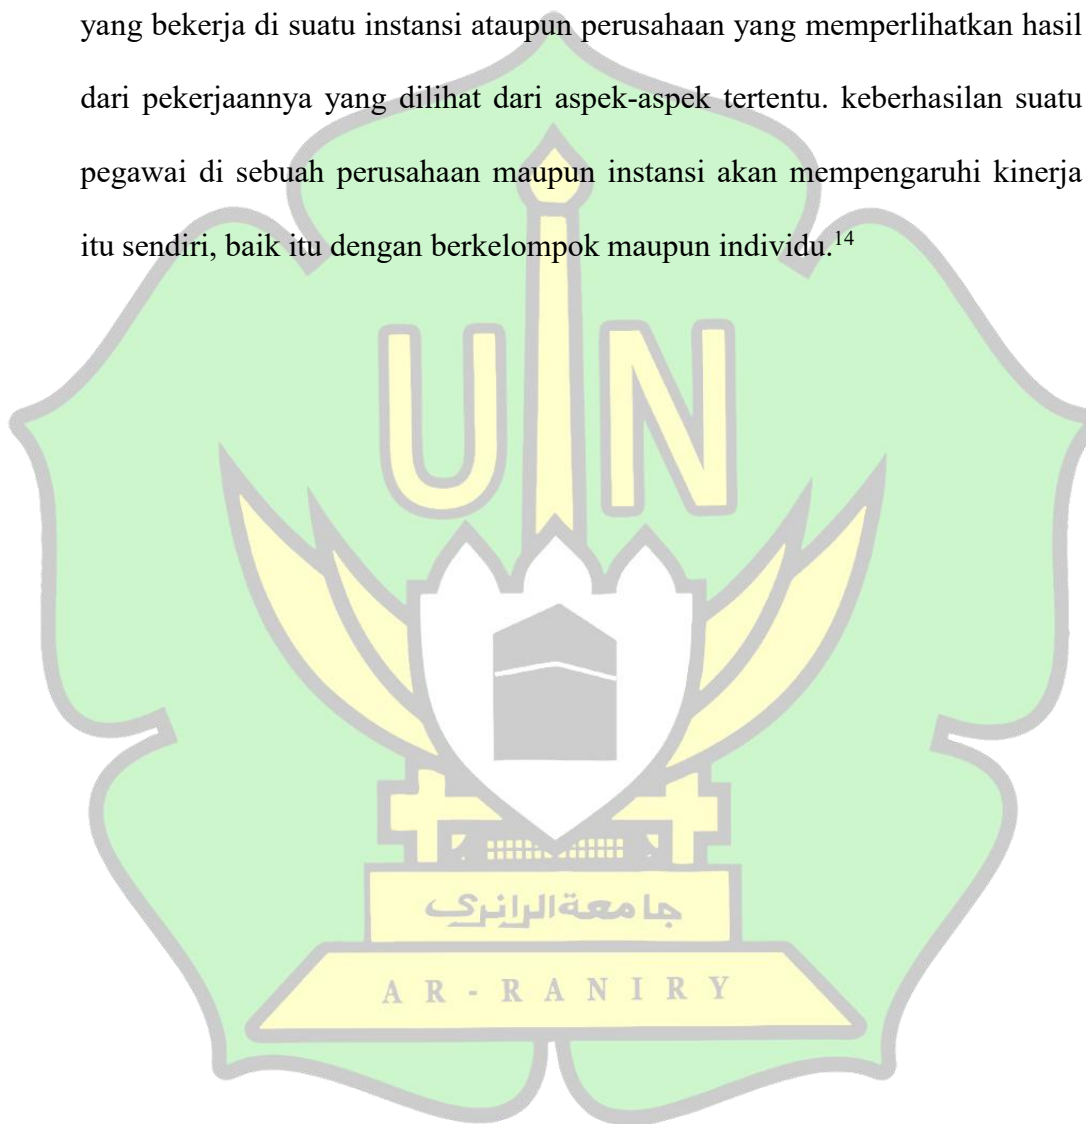 yang bekerja di suatu instansi ataupun perusahaan yang memperlihatkan hasil
dari pekerjaannya yang dilihat dari aspek-aspek tertentu. keberhasilan suatu
pegawai di sebuah perusahaan maupun instansi akan mempengaruhi kinerja
itu sendiri, baik itu dengan berkelompok maupun individu.¹⁴
UIN
جامعة الرانري
AR-RANIRY